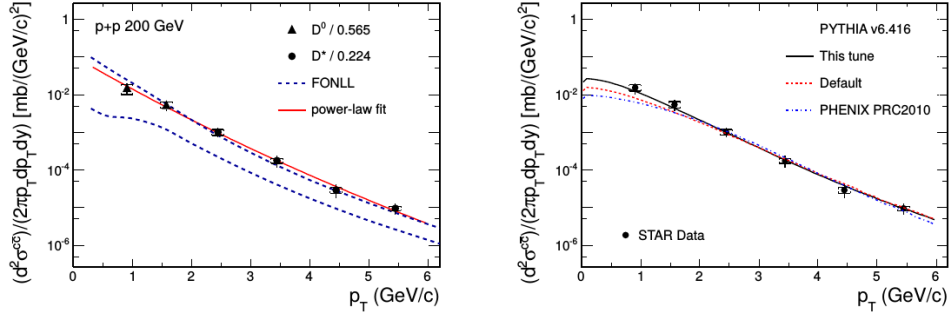 p+p 200 GeV
D⁰ / 0.565
D* / 0.224
FONLL
power-law fit
1
10⁻²
10⁻⁴
10⁻⁶
(d²σ^cc̄)/(2πp_T dp_T dy) [mb/(GeV/c)²]
0 1 2 3 4 5 6
p_T (GeV/c)
PYTHIA v6.416
This tune
Default
PHENIX PRC2010
STAR Data
1
10⁻²
10⁻⁴
10⁻⁶
(d²σ^cc̄)/(2πp_T dp_T dy) [mb/(GeV/c)²]
0 1 2 3 4 5 6
p_T (GeV/c)